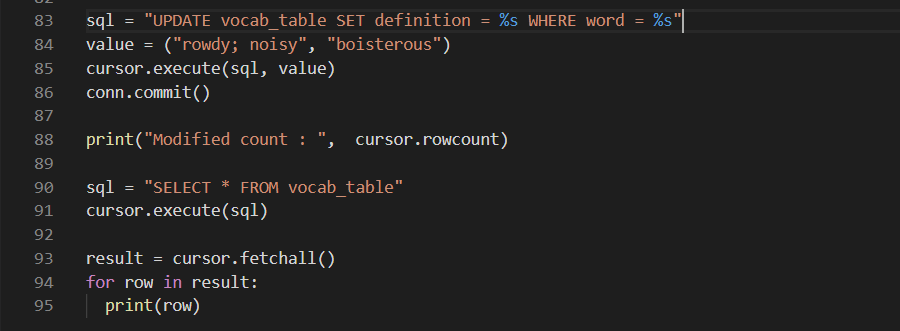 83 sql = "UPDATE vocab_table SET definition = %s WHERE word = %s"
84 value = ("rowdy; noisy", "boisterous")
85 cursor.execute(sql, value)
86 conn.commit()
87
88 print("Modified count : ",  cursor.rowcount)
89
90 sql = "SELECT * FROM vocab_table"
91 cursor.execute(sql)
92
93 result = cursor.fetchall()
94 for row in result:
95   print(row)